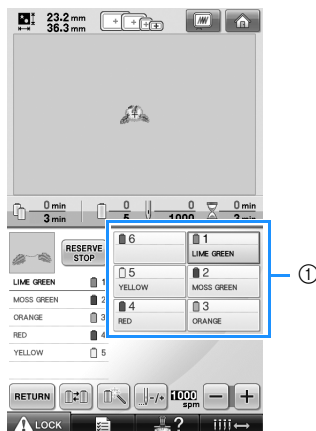 23.2 mm
36.3 mm
0 min
3 min
0
5
0
1000
0 min
3 min
RESERVE
STOP
LIME GREEN 1
MOSS GREEN 2
ORANGE 3
RED 4
YELLOW 5
6
1
LIME GREEN
5
YELLOW
2
MOSS GREEN
4
RED
3
ORANGE
①
RETURN
-/+
1000
spm
− +
LOCK
?